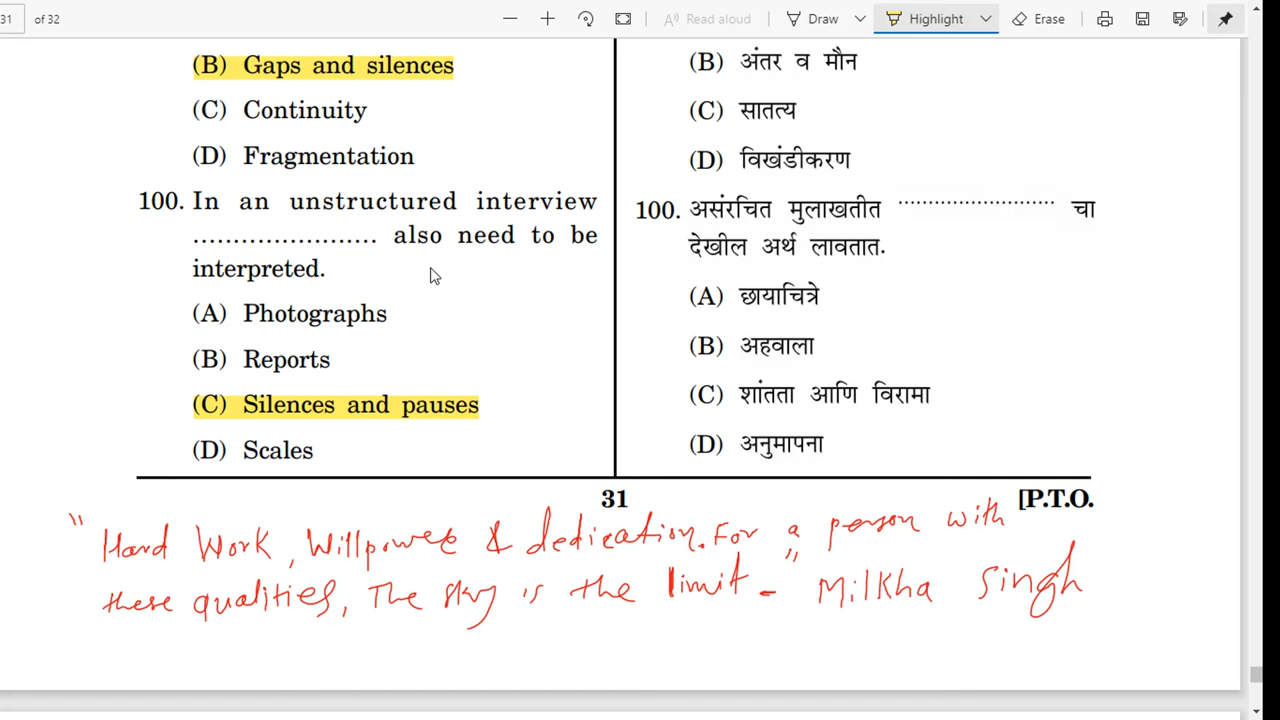 31
of 32
Read aloud
Draw
Highlight
Erase
(B) Gaps and silences
(C) Continuity
(D) Fragmentation
100. In an unstructured interview
....................... also need to be
interpreted.
(A) Photographs
(B) Reports
(C) Silences and pauses
(D) Scales
(B) अंतर व मौन
(C) सातत्य
(D) विखंडीकरण
100. असंरचित मुलाखतीत .......................... चा
देखील अर्थ लावतात.
(A) छायाचित्रे
(B) अहवाला
(C) शांतता आणि विरामा
(D) अनुमापना
31
[P.T.O.
"Hard Work, Willpower & dedication. For a person with
these qualities, The sky is the limit-" Milkha Singh